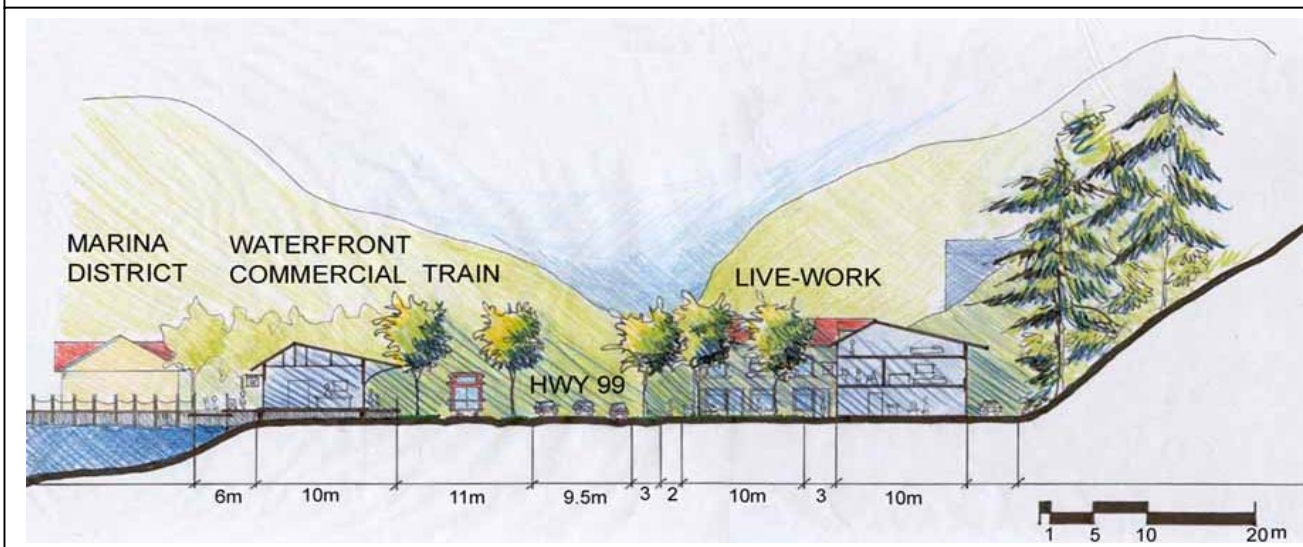 MARINA
DISTRICT
WATERFRONT
COMMERCIAL
TRAIN
LIVE-WORK
HWY 99
6m 10m 11m 9.5m 3 2 10m 3 10m
1 5 10 20 m